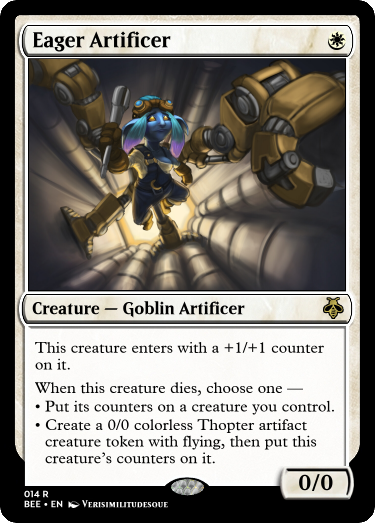 Eager Artificer
Creature — Goblin Artificer
This creature enters with a +1/+1 counter
on it.
When this creature dies, choose one —
• Put its counters on a creature you control.
• Create a 0/0 colorless Thopter artifact
creature token with flying, then put this
creature's counters on it.
0/0
014 R
BEE • EN Verisimilitudesque